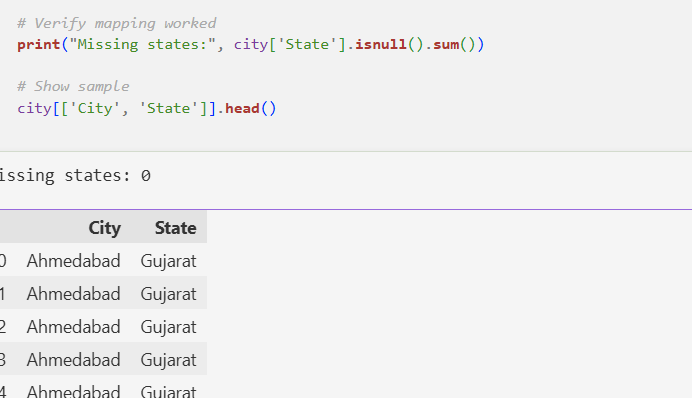 # Verify mapping worked
print("Missing states:", city['State'].isnull().sum())
# Show sample
city[['City', 'State']].head()
issing states: 0
City State
0 Ahmedabad Gujarat
1 Ahmedabad Gujarat
2 Ahmedabad Gujarat
3 Ahmedabad Gujarat
4 Ahmedabad Gujarat